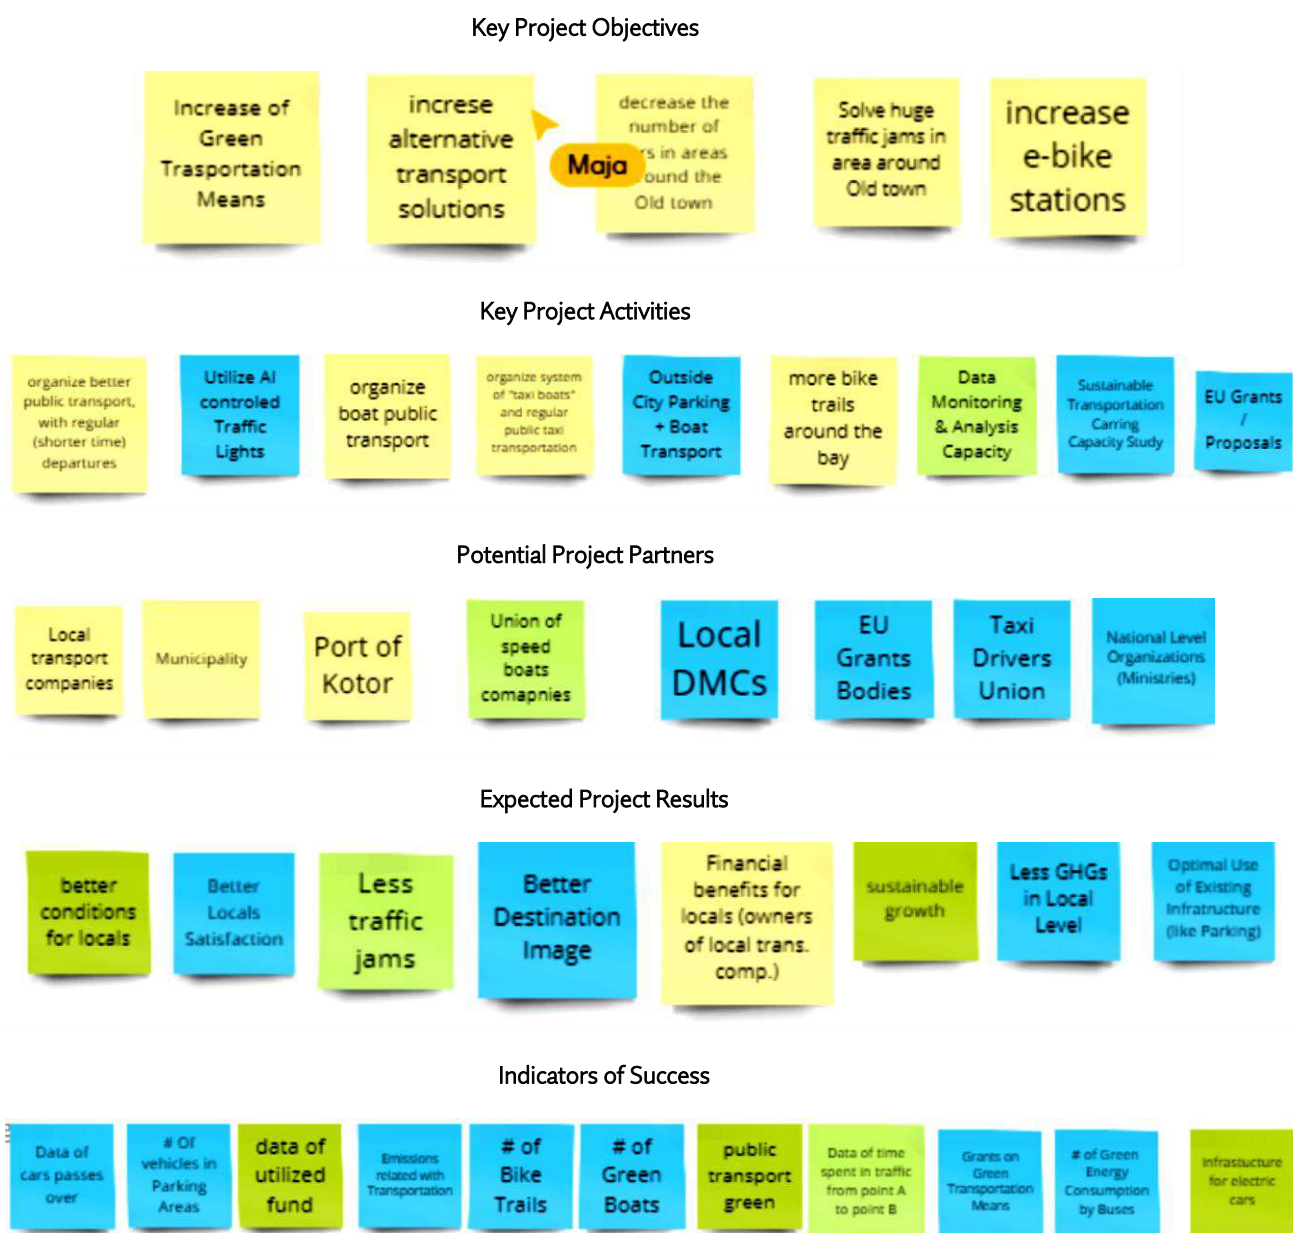 Key Project Objectives
Increase of
Green
Trasportation
Means
increse
alternative
transport
solutions
Maja
decrease the
number of
rs in areas
ound the
Old town
Solve huge
traffic jams in
area around
Old town
increase
e-bike
stations
Key Project Activities
organize better
public transport,
with regular
(shorter time)
departures
Utilize AI
controled
Traffic
Lights
organize
boat public
transport
organize system
of "taxi boats"
and regular
public taxi
transportation
Outside
City Parking
+ Boat
Transport
more bike
trails
around the
bay
Data
Monitoring
& Analysis
Capacity
Sustainable
Transportation
Carring
Capacity Study
EU Grants
/
Proposals
Potential Project Partners
Local
transport
companies
Municipality
Port of
Kotor
Union of
speed
boats
comapnies
Local
DMCs
EU
Grants
Bodies
Taxi
Drivers
Union
National Level
Organizations
(Ministries)
Expected Project Results
better
conditions
for locals
Better
Locals
Satisfaction
Less
traffic
jams
Better
Destination
Image
Financial
benefits for
locals (owners
of local trans.
comp.)
sustainable
growth
Less GHGs
in Local
Level
Optimal Use
of Existing
Infratructure
(like Parking)
Indicators of Success
Data of
cars passes
over
# Of
vehicles in
Parking
Areas
data of
utilized
fund
Emissions
related with
Transportation
# of
Bike
Trails
# of
Green
Boats
public
transport
green
Data of time
spent in traffic
from point A
to point B
Grants on
Green
Transportation
Means
# of Green
Energy
Consumption
by Buses
Infrastucture
for electric
cars